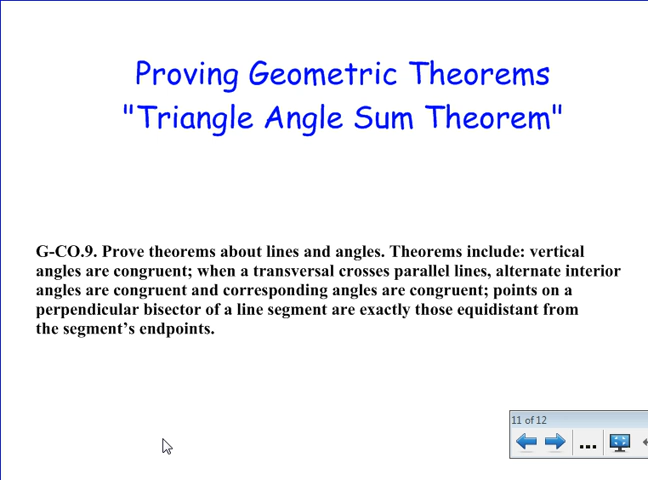 Proving Geometric Theorems
"Triangle Angle Sum Theorem"
G-CO.9. Prove theorems about lines and angles. Theorems include: vertical
angles are congruent; when a transversal crosses parallel lines, alternate interior
angles are congruent and corresponding angles are congruent; points on a
perpendicular bisector of a line segment are exactly those equidistant from
the segment’s endpoints.
11 of 12
...